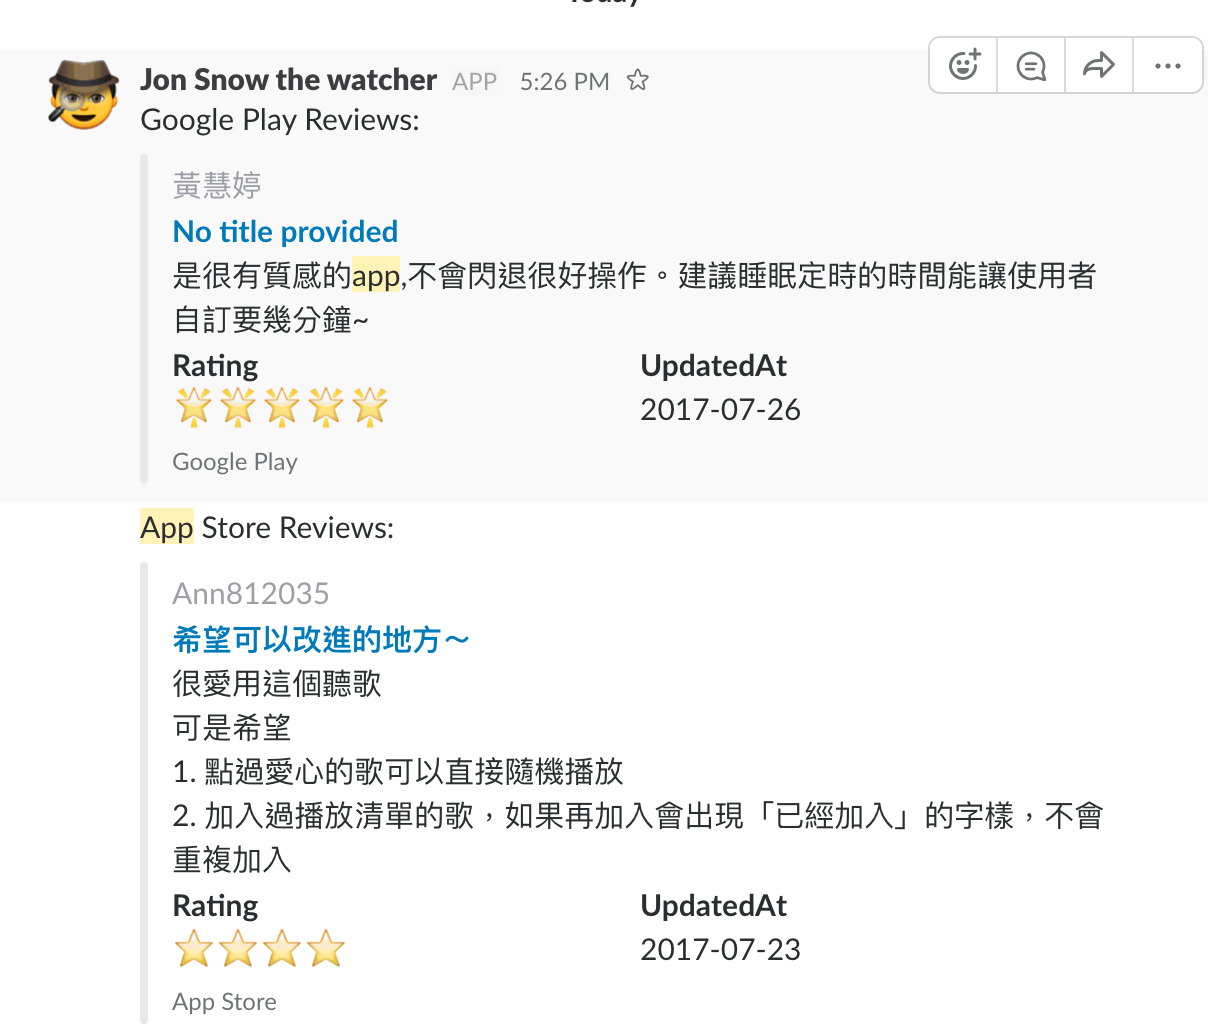 Today
Jon Snow the watcher APP 5:26 PM
Google Play Reviews:
黃慧婷
No title provided
是很有質感的app,不會閃退很好操作。建議睡眠定時的時間能讓使用者
自訂要幾分鐘~
Rating UpdatedAt
2017-07-26
Google Play
App Store Reviews:
Ann812035
希望可以改進的地方～
很愛用這個聽歌
可是希望
1. 點過愛心的歌可以直接隨機播放
2. 加入過播放清單的歌，如果再加入會出現「已經加入」的字樣，不會
重複加入
Rating UpdatedAt
2017-07-23
App Store